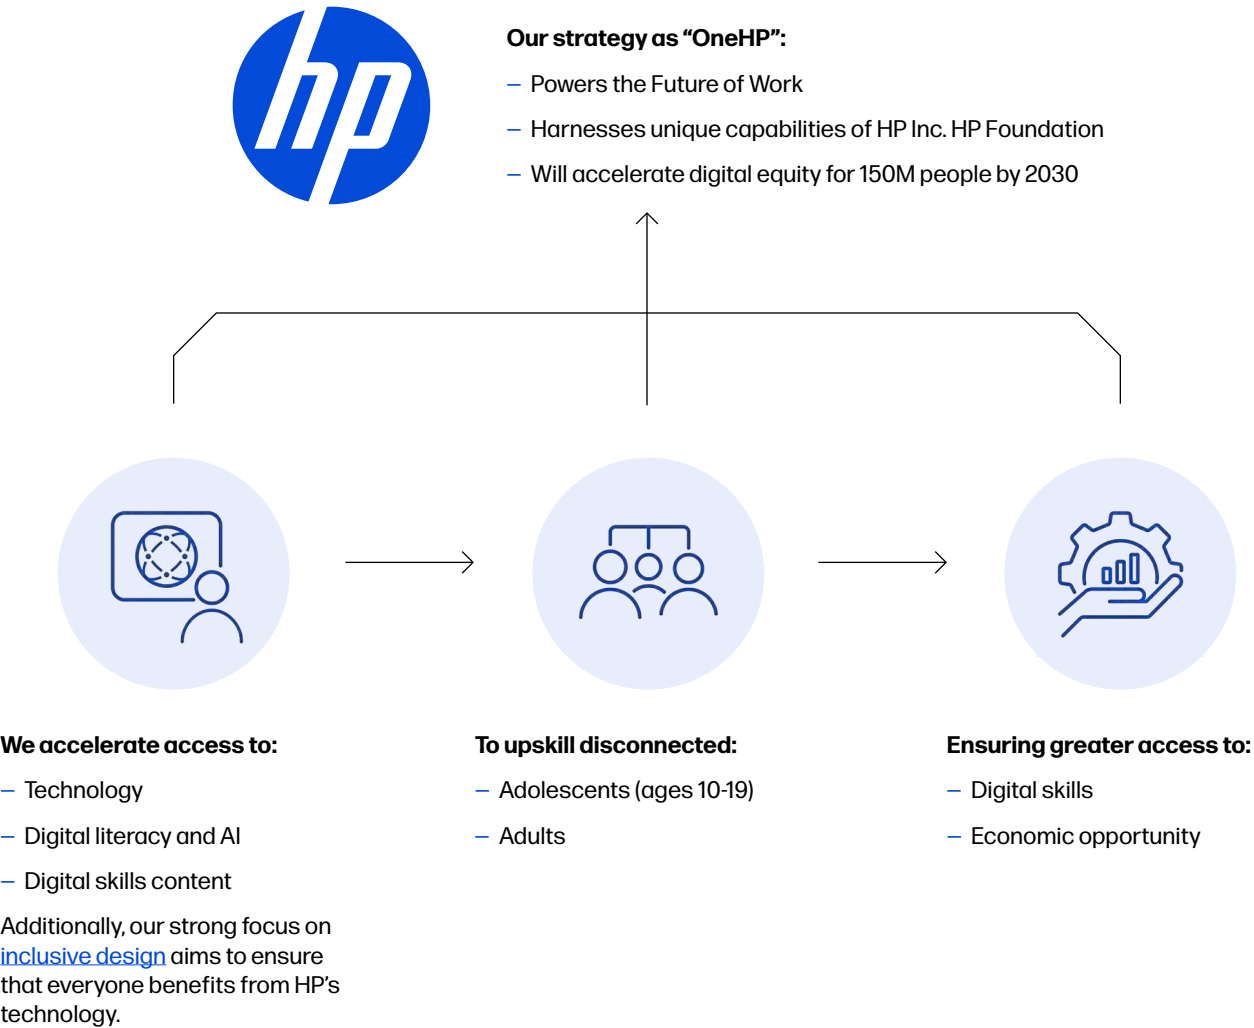 hp
Our strategy as “OneHP”:
– Powers the Future of Work
– Harnesses unique capabilities of HP Inc. HP Foundation
– Will accelerate digital equity for 150M people by 2030
We accelerate access to:
– Technology
– Digital literacy and AI
– Digital skills content
Additionally, our strong focus on
inclusive design aims to ensure
that everyone benefits from HP’s
technology.
To upskill disconnected:
– Adolescents (ages 10-19)
– Adults
Ensuring greater access to:
– Digital skills
– Economic opportunity